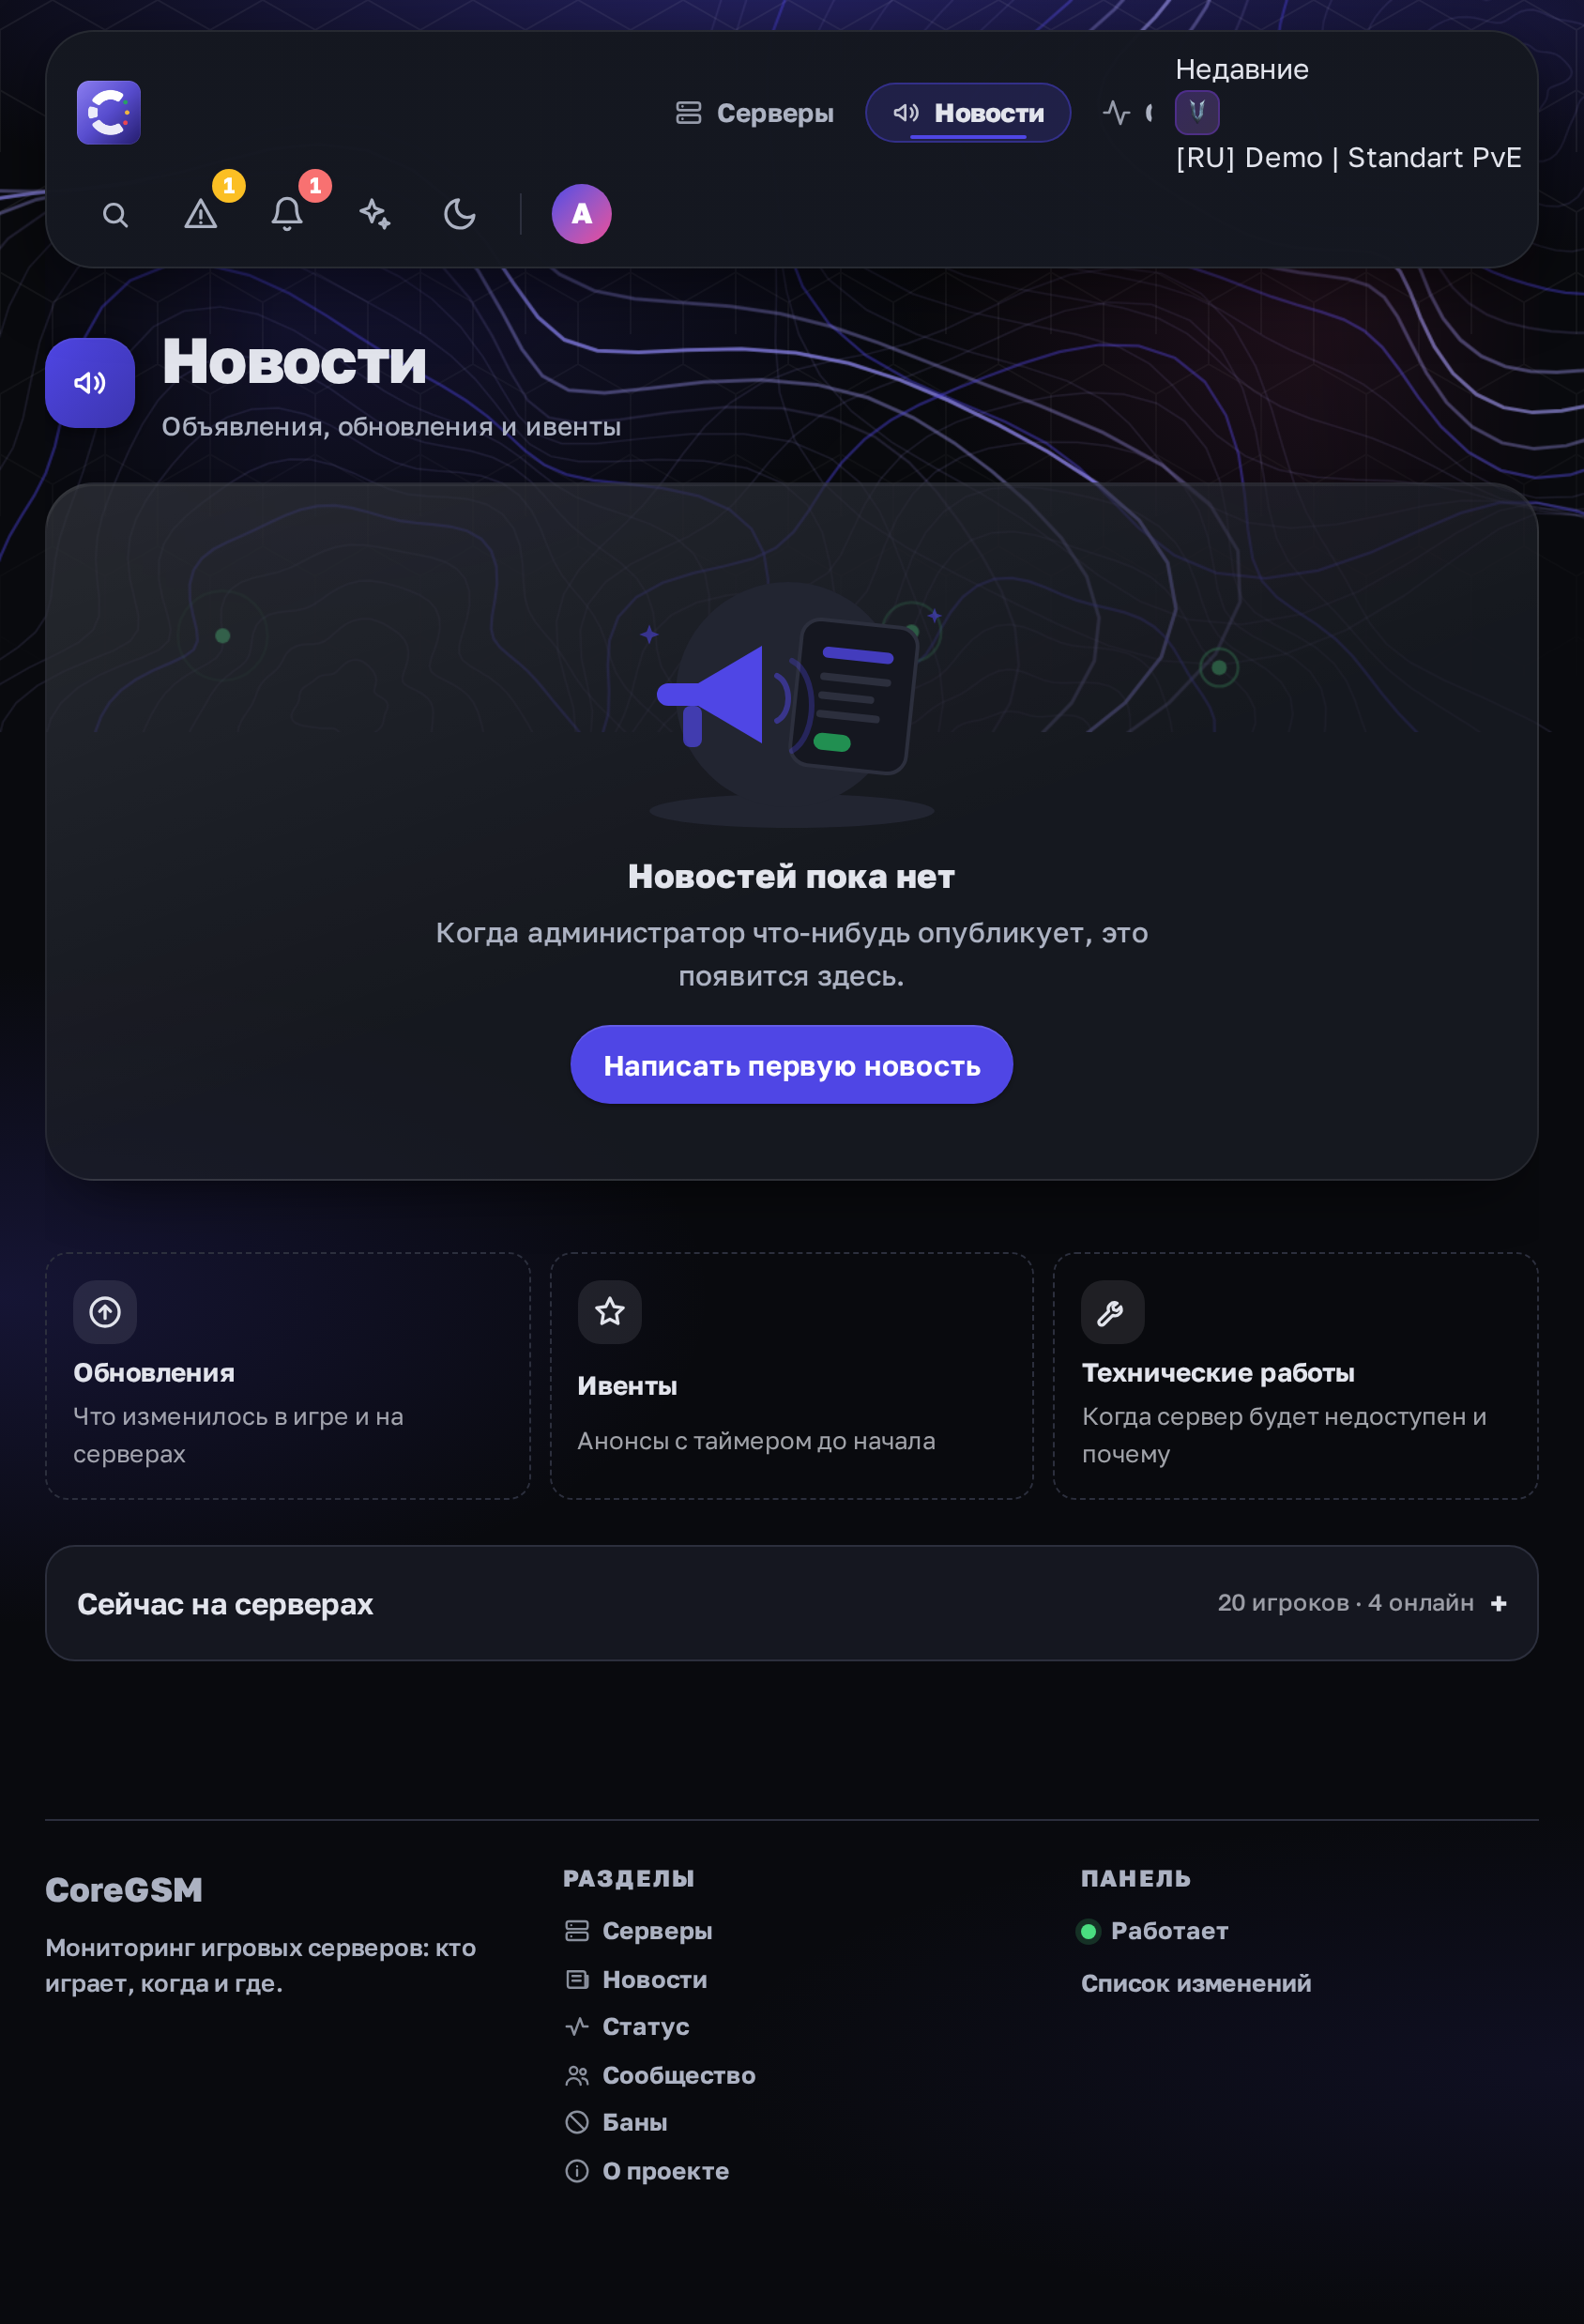 Недавние
Серверы
Новости
[RU] Demo | Standart PvE
1
1
A
Новости
Объявления, обновления и ивенты
Новостей пока нет
Когда администратор что-нибудь опубликует, это
появится здесь.
Написать первую новость
Обновления
Что изменилось в игре и на
серверах
Ивенты
Анонсы с таймером до начала
Технические работы
Когда сервер будет недоступен и
почему
Сейчас на серверах
20 игроков · 4 онлайн +
CoreGSM
Мониторинг игровых серверов: кто
играет, когда и где.
РАЗДЕЛЫ
Серверы
Новости
Статус
Сообщество
Баны
О проекте
ПАНЕЛЬ
Работает
Список изменений